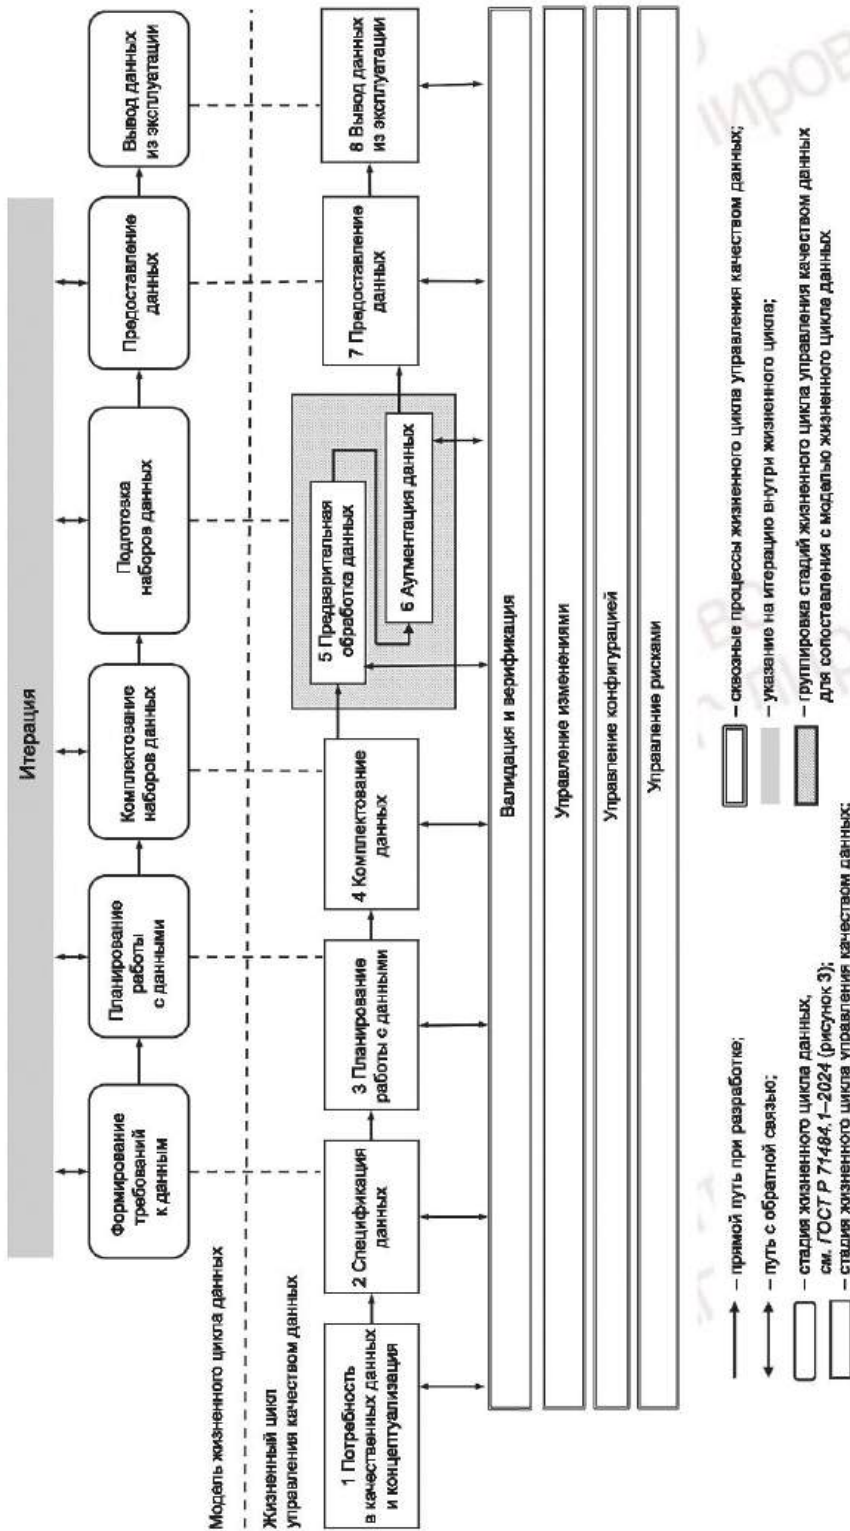 Итерация
Формирование
требований
к данным
Планирование
работы
с данными
Комплектование
наборов данных
Подготовка
наборов данных
Предоставление
данных
Вывод данных
из эксплуатации
Модель жизненного цикла данных
Жизненный цикл
управления качеством данных
1 Потребность
в качественных данных
и концептуализация
2 Спецификация
данных
3 Планирование
работы с данными
4 Комплектование
данных
5 Предварительная
обработка данных
6 Аугментация данных
7 Предоставление
данных
8 Вывод данных
из эксплуатации
Валидация и верификация
Управление изменениями
Управление конфигурацией
Управление рисками
– прямой путь при разработке;
– путь с обратной связью;
– стадия жизненного цикла данных,
см. ГОСТ Р 71484.1–2024 (рисунок 3);
– стадия жизненного цикла управления качеством данных;
– сквозные процессы жизненного цикла управления качеством данных;
– указание на итерацию внутри жизненного цикла;
– группировка стадий жизненного цикла управления качеством данных
для сопоставления с моделью жизненного цикла данных